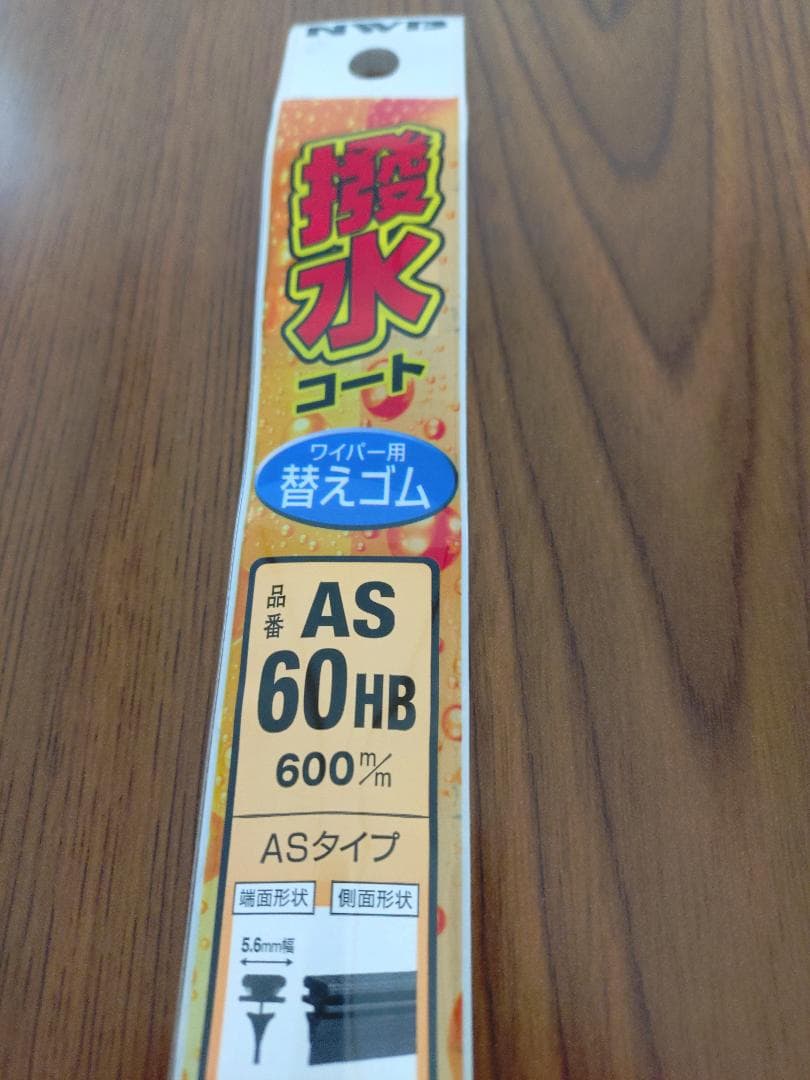 NWB
撥水
コート
ワイパー用
替えゴム
品番 AS
60HB
600m/m
ASタイプ
端面形状 側面形状
5.6mm幅